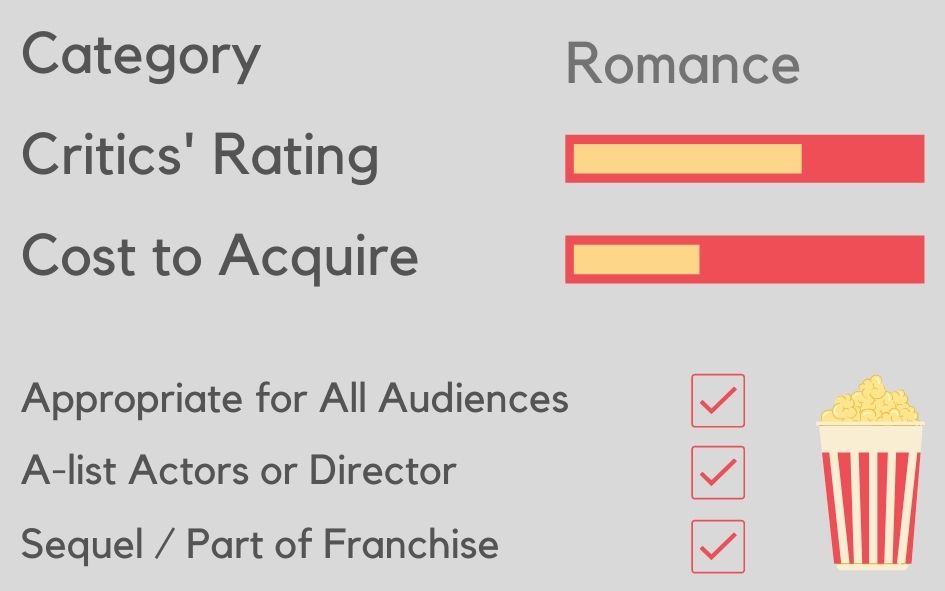 Category Romance
Critics' Rating
Cost to Acquire
Appropriate for All Audiences
A-list Actors or Director
Sequel / Part of Franchise